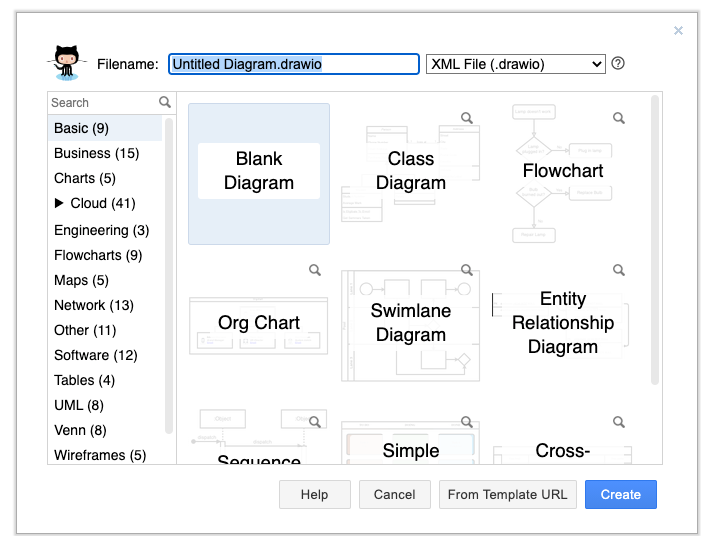 Filename:
Untitled Diagram.drawio
XML File (.drawio)
Search
Basic (9)
Business (15)
Charts (5)
Cloud (41)
Engineering (3)
Flowcharts (9)
Maps (5)
Network (13)
Other (11)
Software (12)
Tables (4)
UML (8)
Venn (8)
Wireframes (5)
Blank
Diagram
Class
Diagram
Flowchart
Org Chart
Swimlane
Diagram
Entity
Relationship
Diagram
Sequence
Simple
Cross-
Help
Cancel
From Template URL
Create